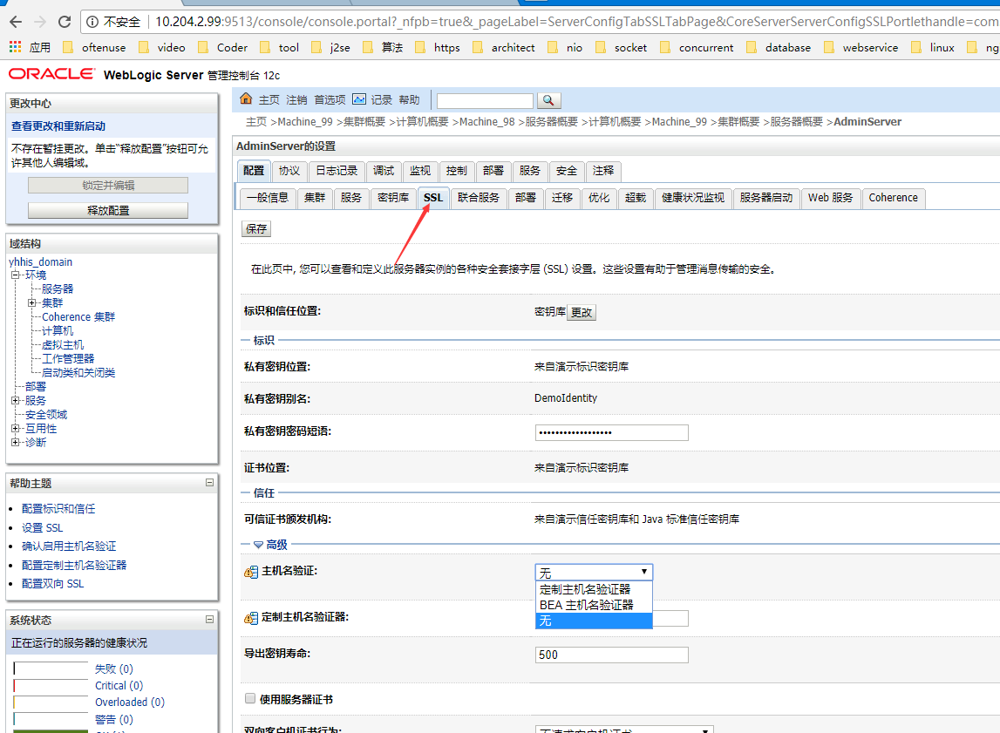 不安全 10.204.2.99:9513/console/console.portal?_nfpb=true&_pageLabel=ServerConfigTabSSLTabPage&CoreServerServerConfigSSLPortlethandle=com
应用 oftenuse video Coder tool j2se 算法 https architect nio socket concurrent database webservice linux ng
ORACLE WebLogic Server 管理控制台 12c
更改中心
查看更改和重新启动
不存在暂挂更改。单击“释放配置”按钮可允
许其他人编辑域。
锁定并编辑
释放配置
域结构
yhhis_domain
环境
服务器
集群
Coherence 集群
计算机
虚拟主机
工作管理器
启动类和关闭类
部署
服务
安全领域
互用性
诊断
帮助主题
配置标识和信任
设置 SSL
确认启用主机名验证
配置定制主机名验证器
配置双向 SSL
系统状态
正在运行的服务器的健康状况
失败 (0)
Critical (0)
Overloaded (0)
警告 (0)
主页 注销 首选项 记录 帮助
主页 >Machine_99 >集群概要 >计算机概要 >Machine_98 >服务器概要 >计算机概要 >Machine_99 >集群概要 >服务器概要 >AdminServer
AdminServer的设置
配置 协议 日志记录 调试 监视 控制 部署 服务 安全 注释
一般信息 集群 服务 密钥库 SSL 联合服务 部署 迁移 优化 超载 健康状况监视 服务器启动 Web 服务 Coherence
保存
在此页中, 您可以查看和定义此服务器实例的各种安全套接字层 (SSL) 设置。这些设置有助于管理消息传输的安全。
标识和信任位置: 密钥库 更改
标识
私有密钥位置: 来自演示标识密钥库
私有密钥别名: DemoIdentity
私有密钥密码短语: ••••••••••••••••••
证书位置: 来自演示标识密钥库
信任
可信证书颁发机构: 来自演示信任密钥库和 Java 标准信任密钥库
高级
主机名验证: 无
定制主机名验证器
BEA 主机名验证器
无
定制主机名验证器:
导出密钥寿命: 500
使用服务器证书
双向客户机证书行为: 不请求客户机证书